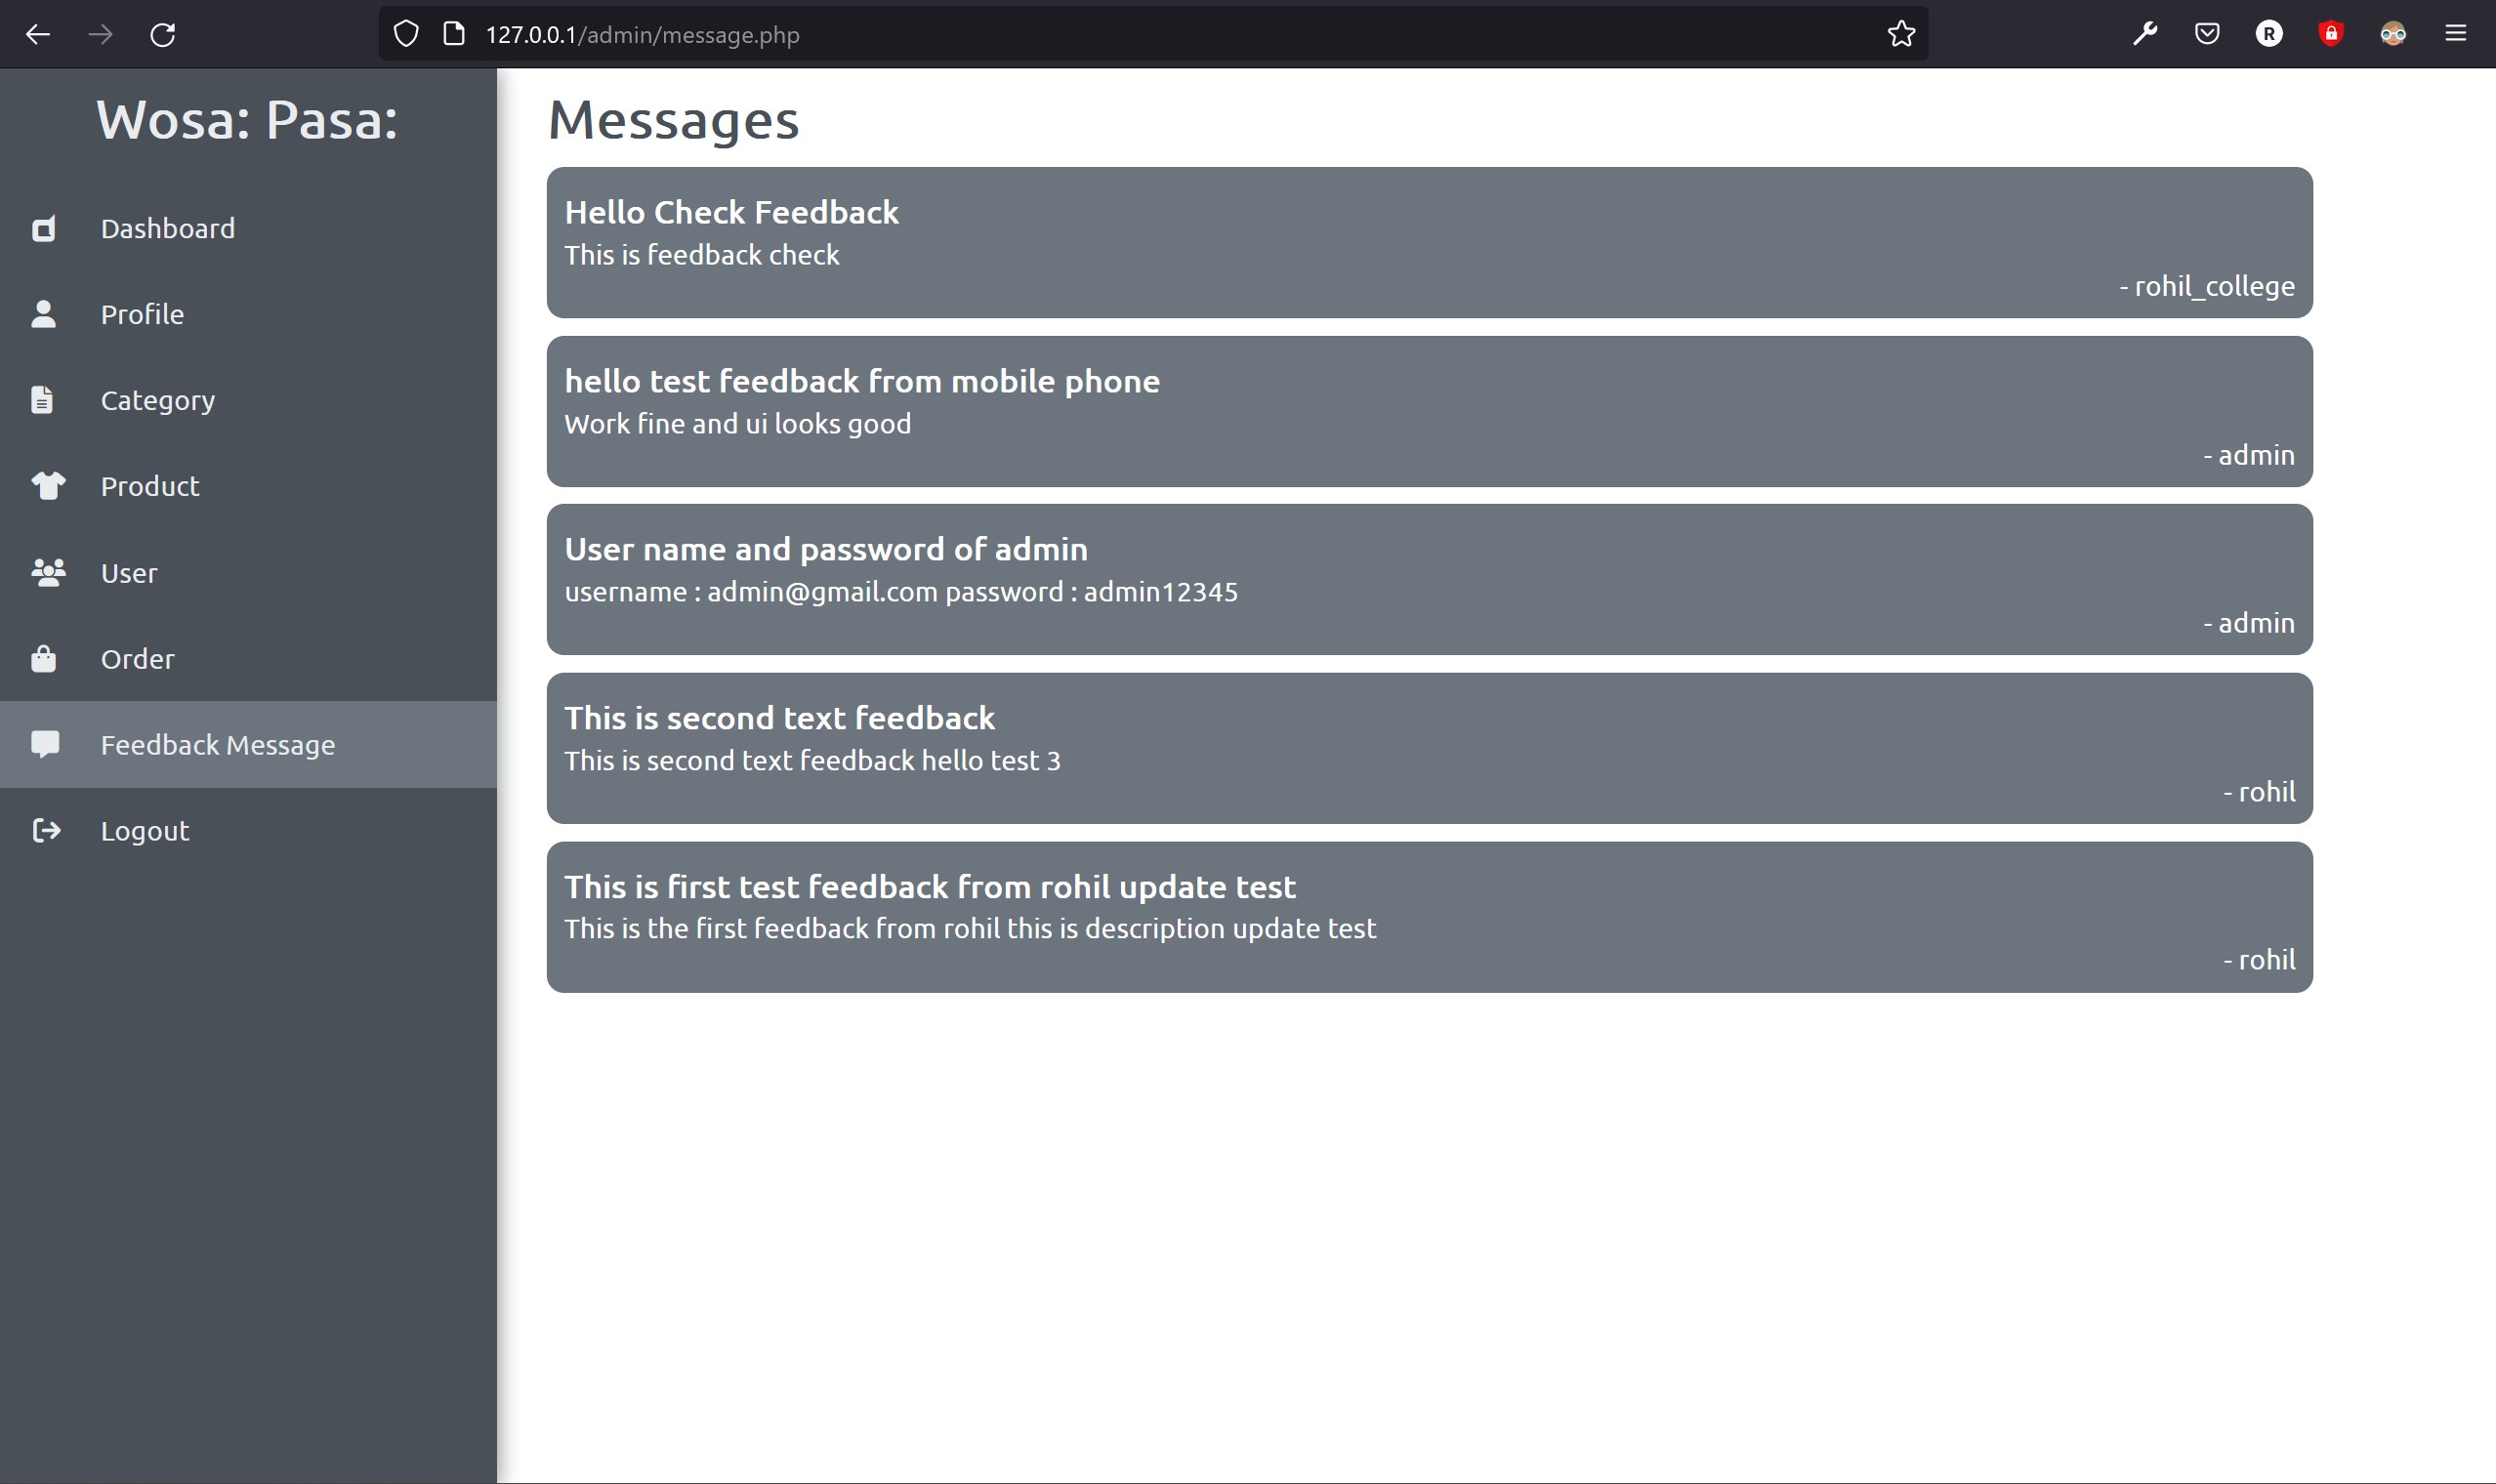 127.0.0.1/admin/message.php
R
Wosa: Pasa:
Dashboard
Profile
Category
Product
User
Order
Feedback Message
Logout
Messages
Hello Check Feedback
This is feedback check
- rohil_college
hello test feedback from mobile phone
Work fine and ui looks good
- admin
User name and password of admin
username : admin@gmail.com password : admin12345
- admin
This is second text feedback
This is second text feedback hello test 3
- rohil
This is first test feedback from rohil update test
This is the first feedback from rohil this is description update test
- rohil